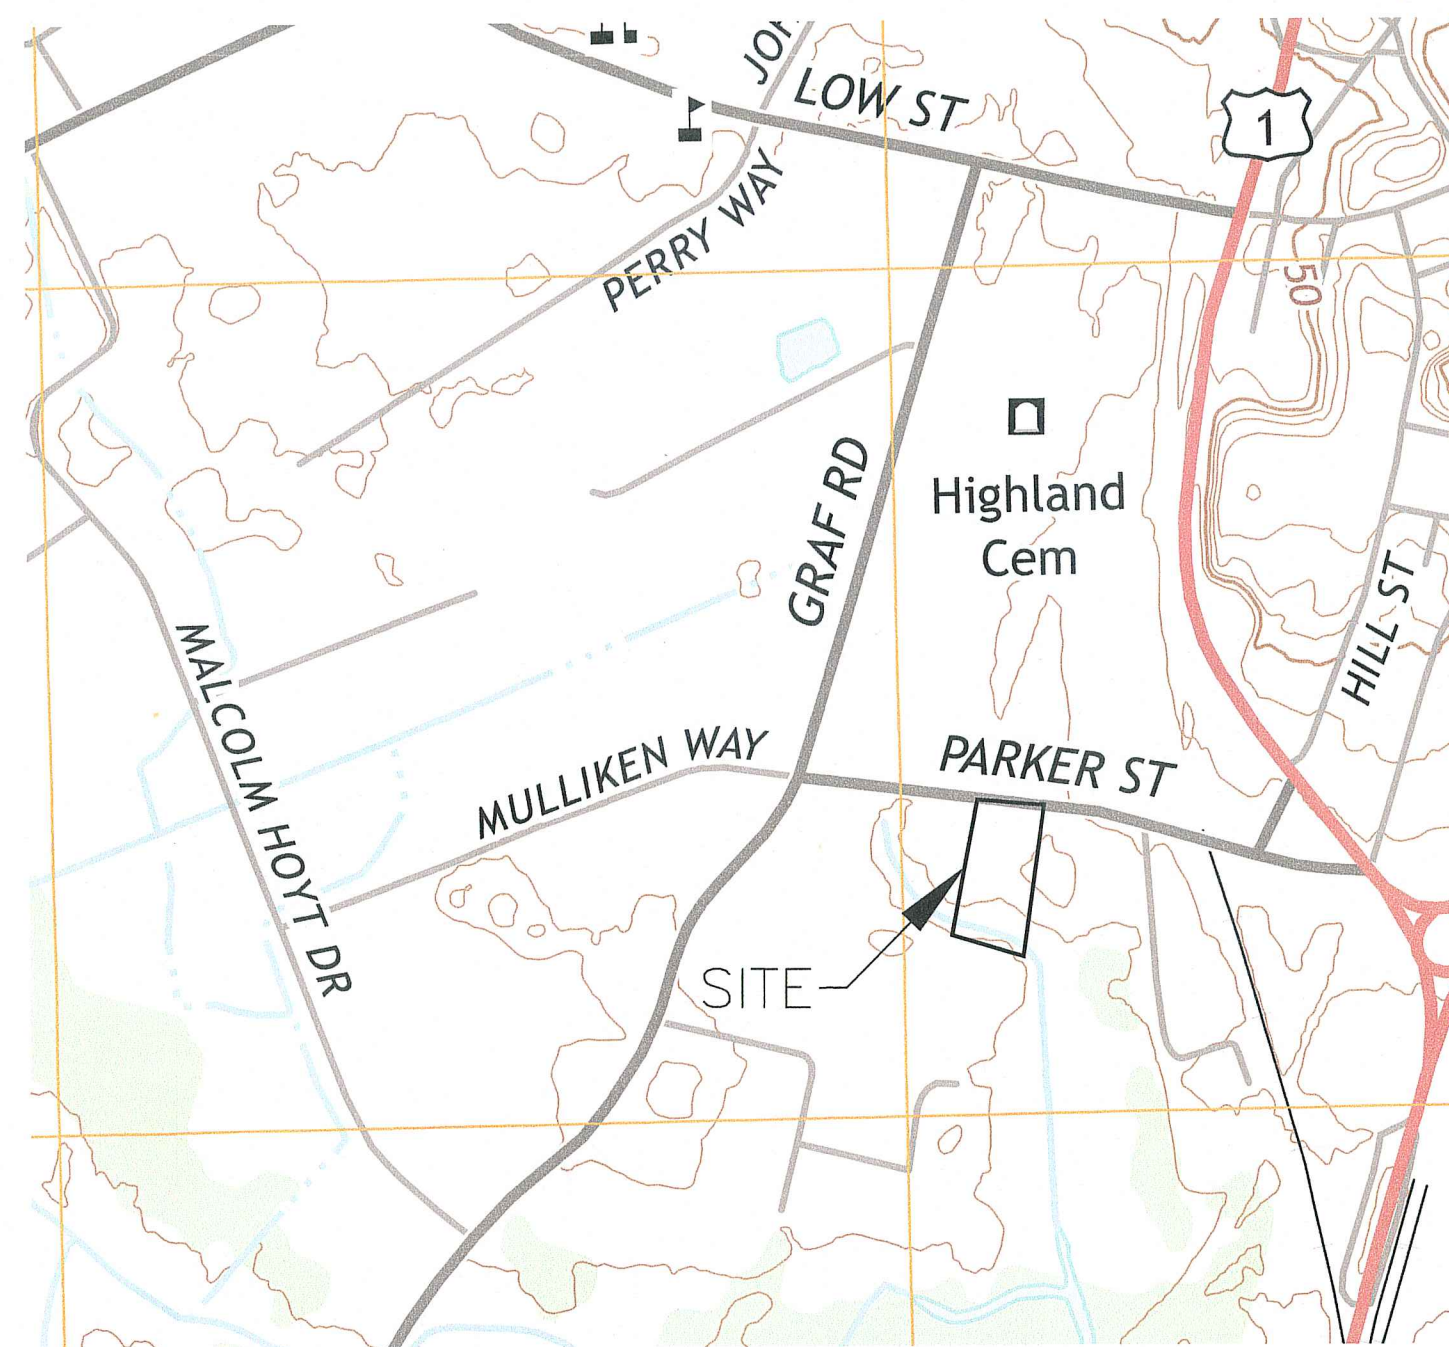 LOW ST
1
PERRY WAY
50
GRAF RD
Highland
Cem
HILL ST
MALCOLM HOYT DR
MULLIKEN WAY
PARKER ST
SITE